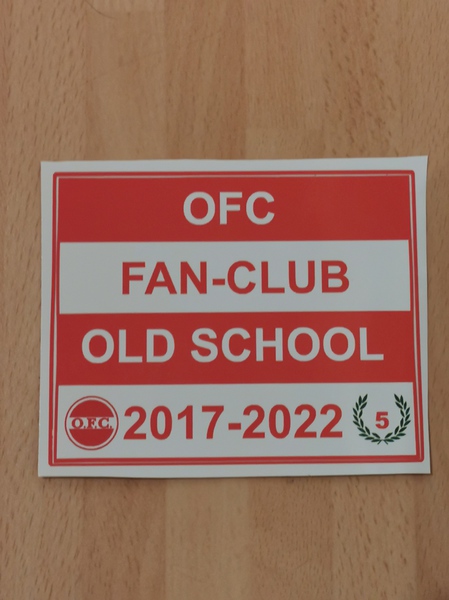 OFC
FAN-CLUB
OLD SCHOOL
O.F.C. 2017-2022 5